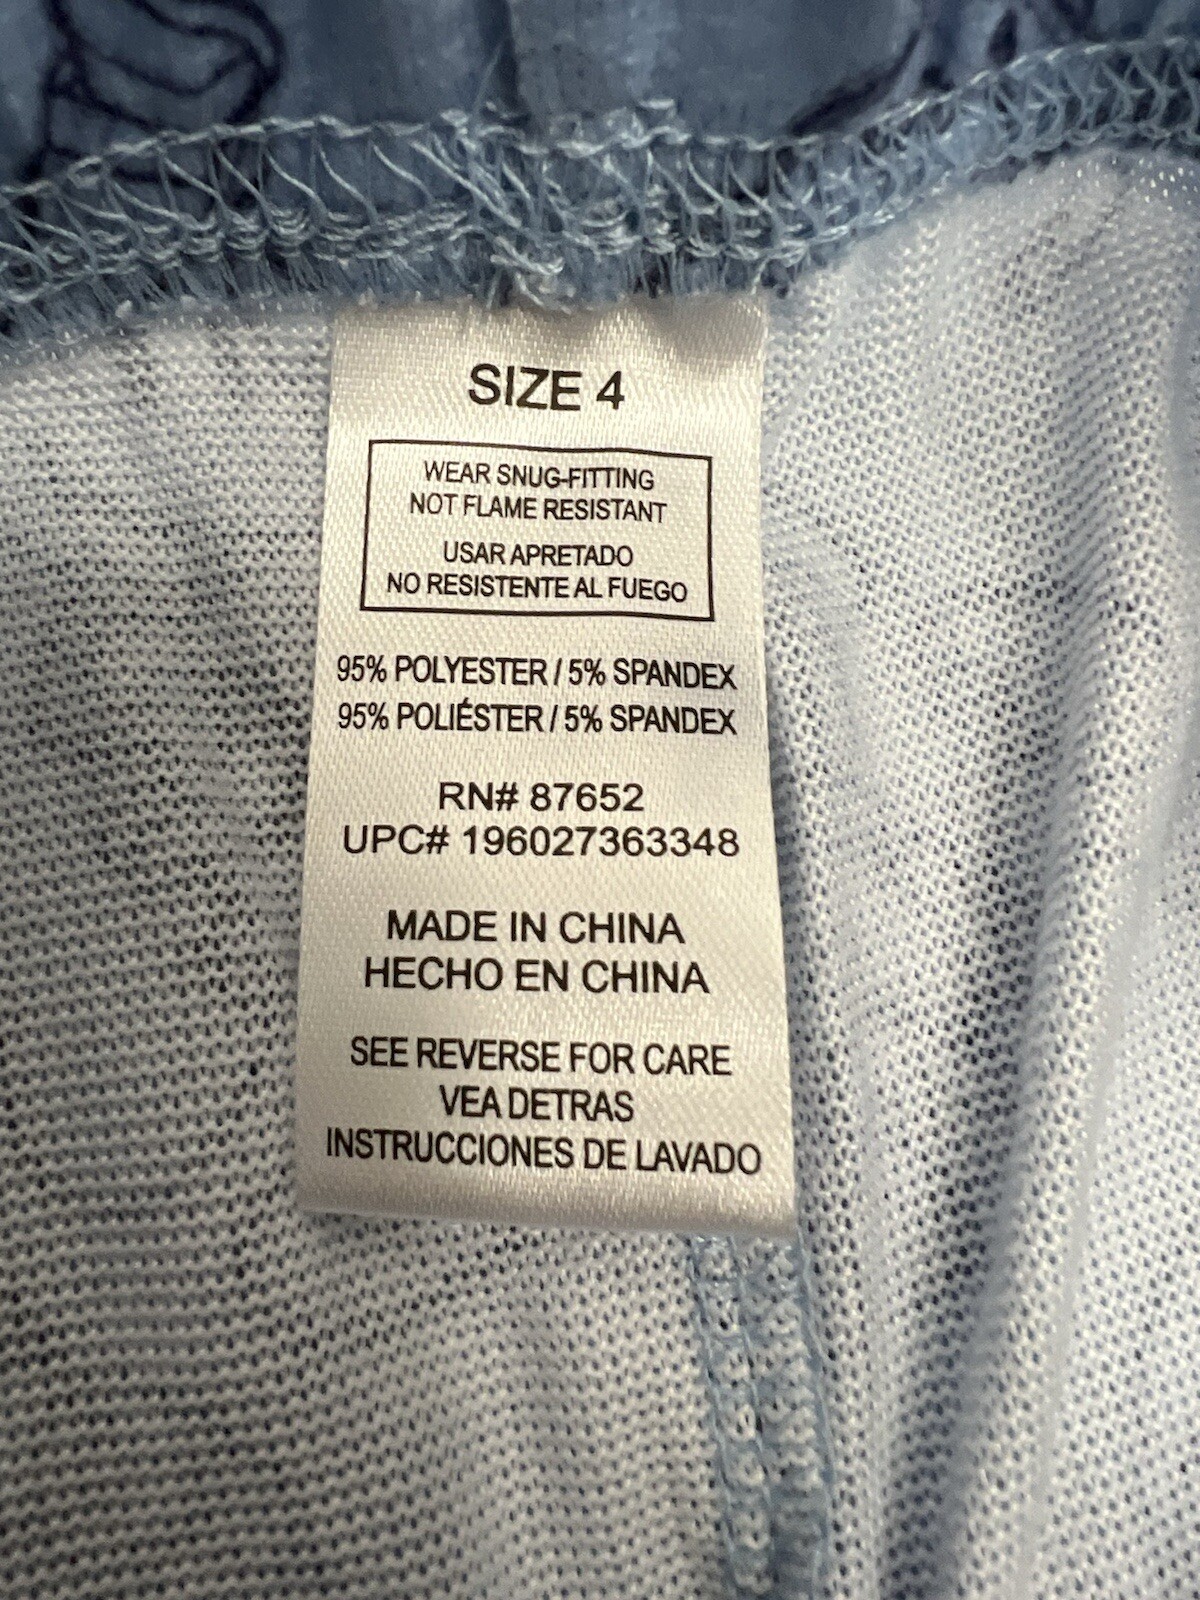 SIZE 4
WEAR SNUG-FITTING
NOT FLAME RESISTANT
USAR APRETADO
NO RESISTENTE AL FUEGO
95% POLYESTER / 5% SPANDEX
95% POLIÉSTER / 5% SPANDEX
RN# 87652
UPC# 196027363348
MADE IN CHINA
HECHO EN CHINA
SEE REVERSE FOR CARE
VEA DETRAS
INSTRUCCIONES DE LAVADO